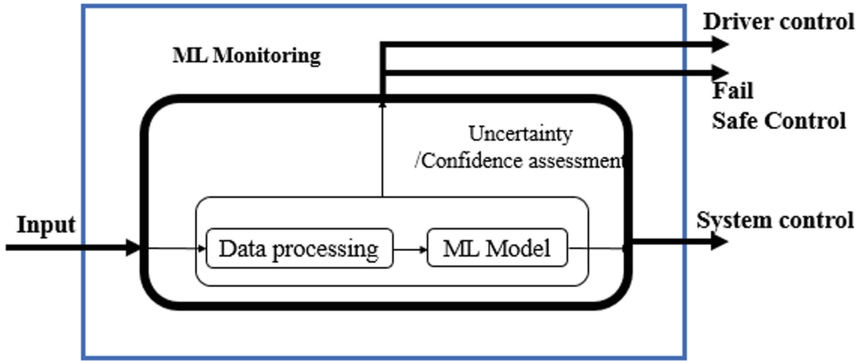 Driver control
ML Monitoring
Fail
Safe Control
Uncertainty
/Confidence assessment
Input
System control
Data processing
ML Model